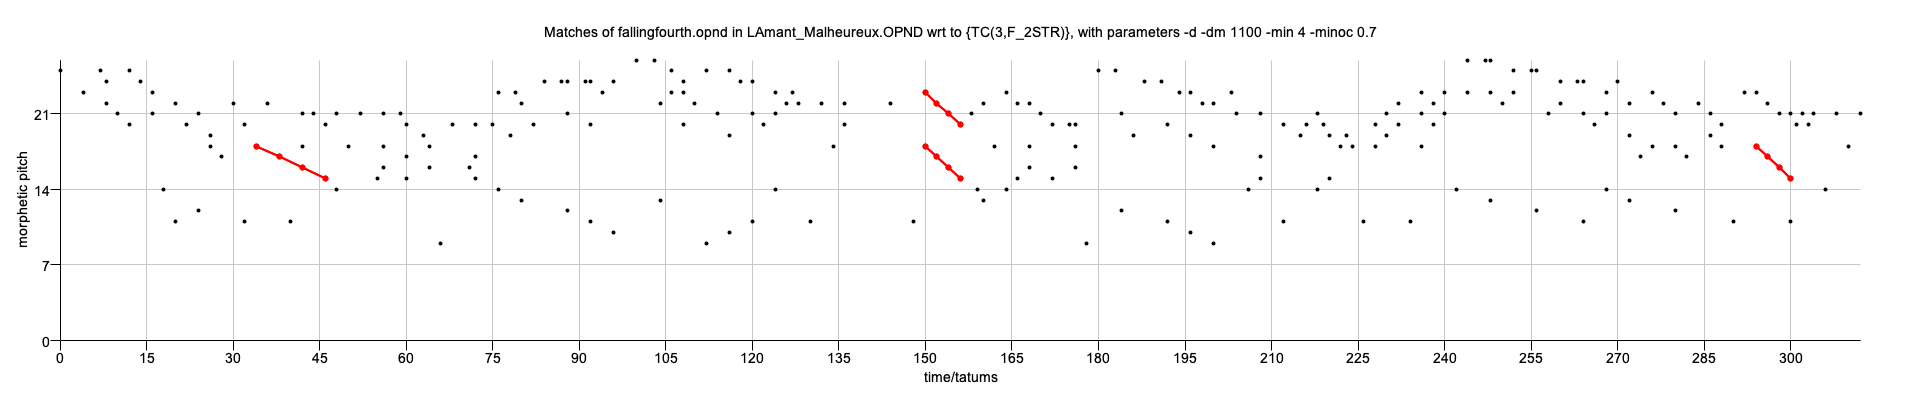 Matches of fallingfourth.opnd in LAmant_Malheureux.OPND wrt to {TC(3,F_2STR)}, with parameters -d -dm 1100 -min 4 -minoc 0.7
21
14
7
0
morphetic pitch
0 15 30 45 60 75 90 105 120 135 150 165 180 195 210 225 240 255 270 285 300
time/tatums